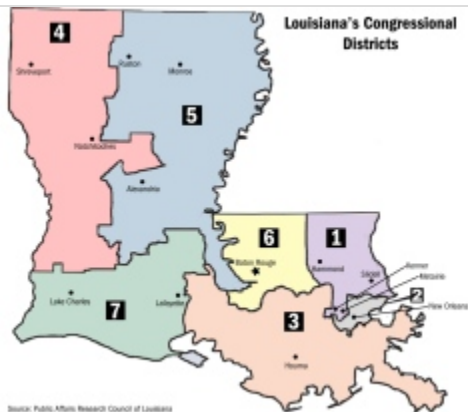 Louisiana's Congressional
Districts
4
Shreveport
Ruston
Monroe
5
Natchitoches
Alexandria
6
1
Baton Rouge
Hammond
Slidell
Kenner
Metairie
2
New Orleans
Lake Charles
Lafayette
7
3
Houma
Source: Public Affairs Research Council of Louisiana